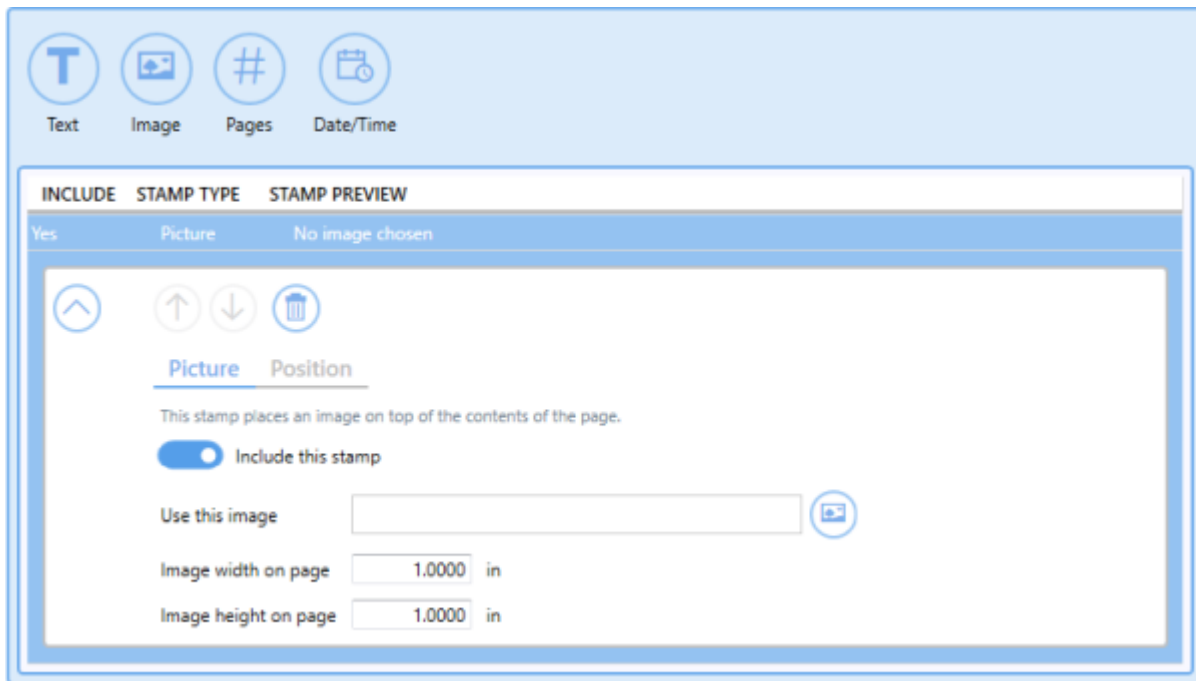 Text Image Pages Date/Time
INCLUDE STAMP TYPE STAMP PREVIEW
Yes Picture No image chosen
Picture Position
This stamp places an image on top of the contents of the page.
Include this stamp
Use this image
Image width on page 1.0000 in
Image height on page 1.0000 in